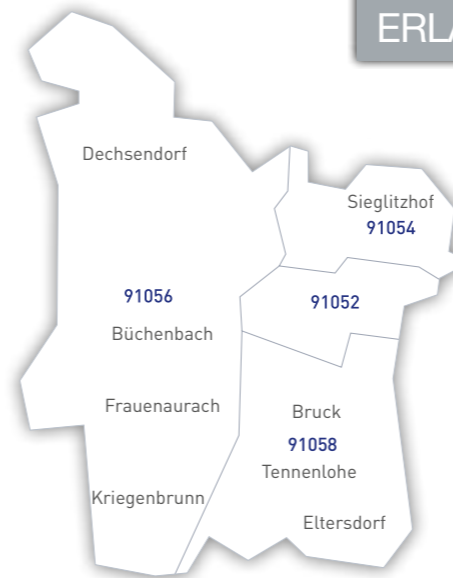 ERLA
Dechsendorf
Sieglitzhof
91054
91056
91052
Büchenbach
Frauenaurach
Bruck
91058
Tennenlohe
Kriegenbrunn
Eltersdorf